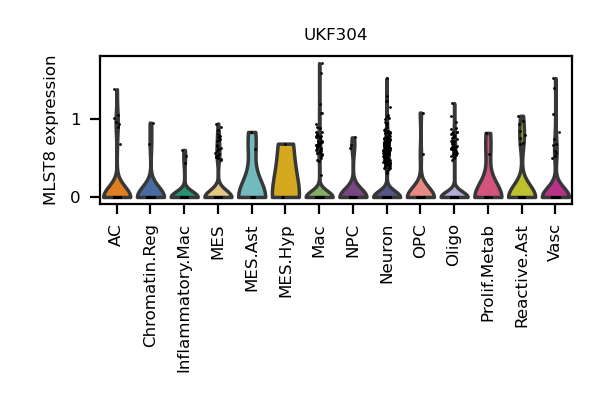 UKF304
MLST8 expression
1
0
AC
Chromatin.Reg
Inflammatory.Mac
MES
MES.Ast
MES.Hyp
Mac
NPC
Neuron
OPC
Oligo
Prolif.Metab
Reactive.Ast
Vasc